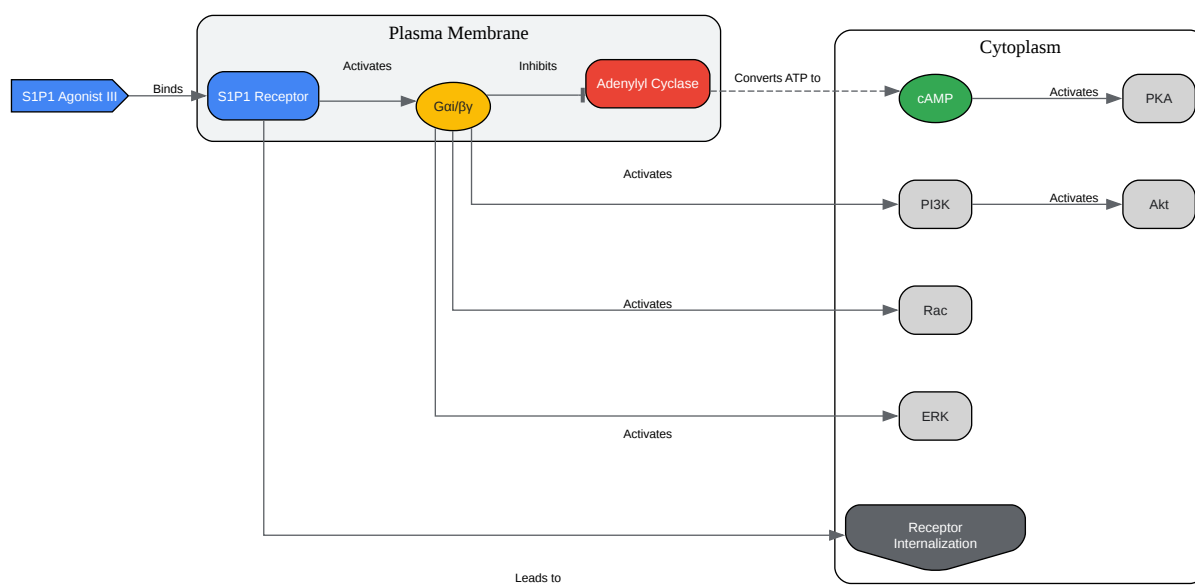 Plasma Membrane
Cytoplasm
S1P1 Agonist III
Binds
S1P1 Receptor
Activates
Gαi/βγ
Inhibits
Adenylyl Cyclase
Converts ATP to
cAMP
Activates
PKA
Activates
PI3K
Activates
Akt
Activates
Rac
Activates
ERK
Receptor
Internalization
Leads to